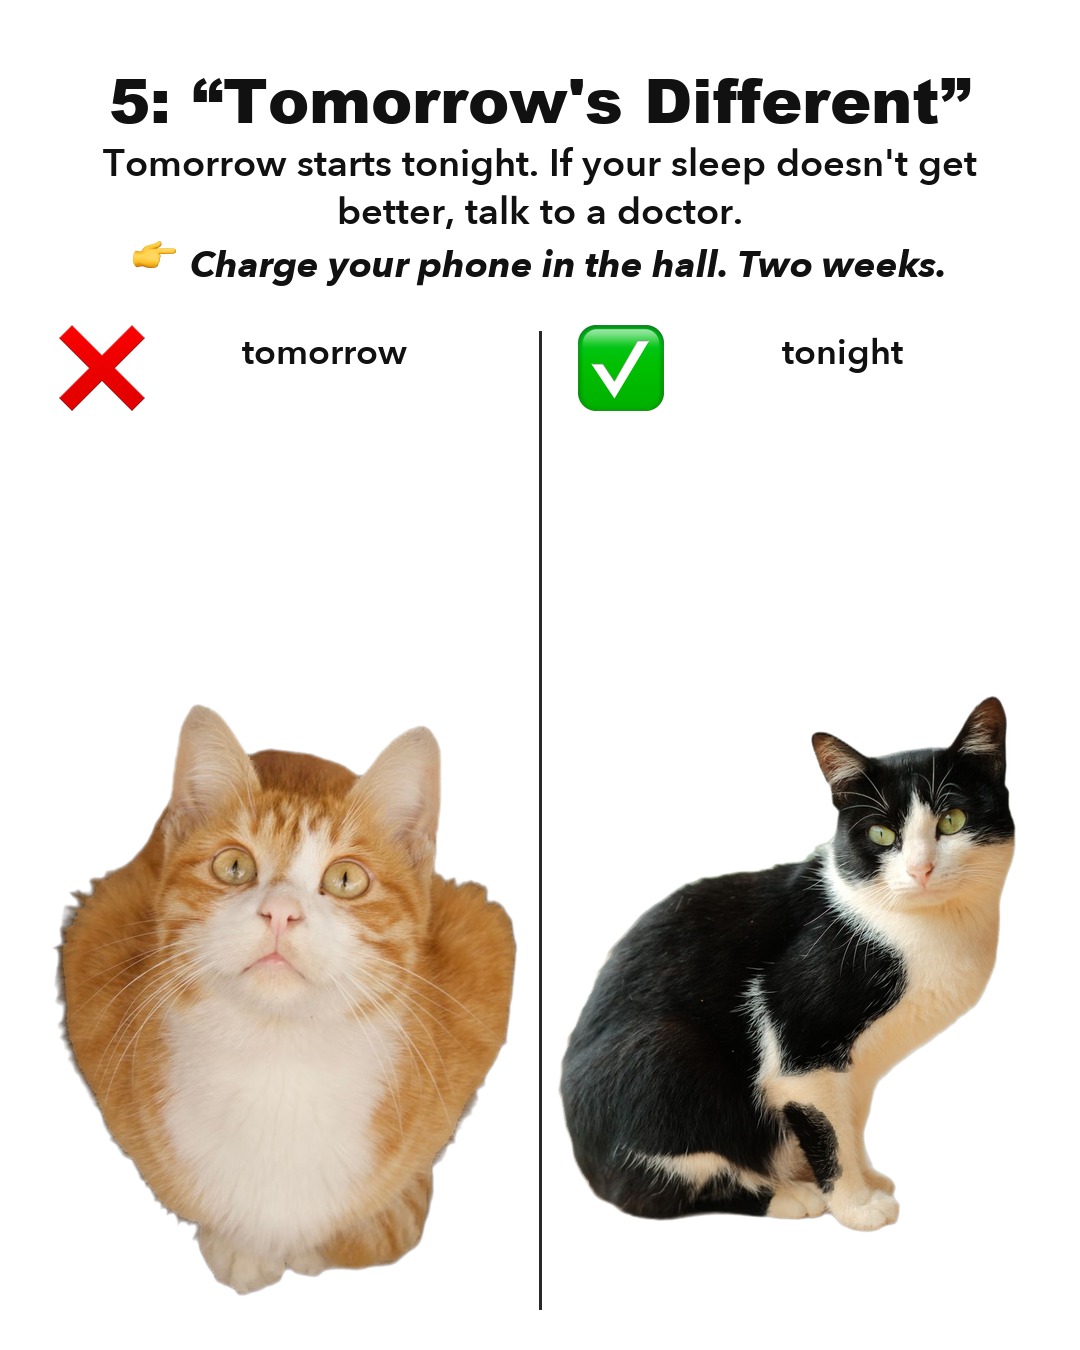 5: “Tomorrow's Different”
Tomorrow starts tonight. If your sleep doesn't get
better, talk to a doctor.
👉 Charge your phone in the hall. Two weeks.
❌ tomorrow
✅ tonight